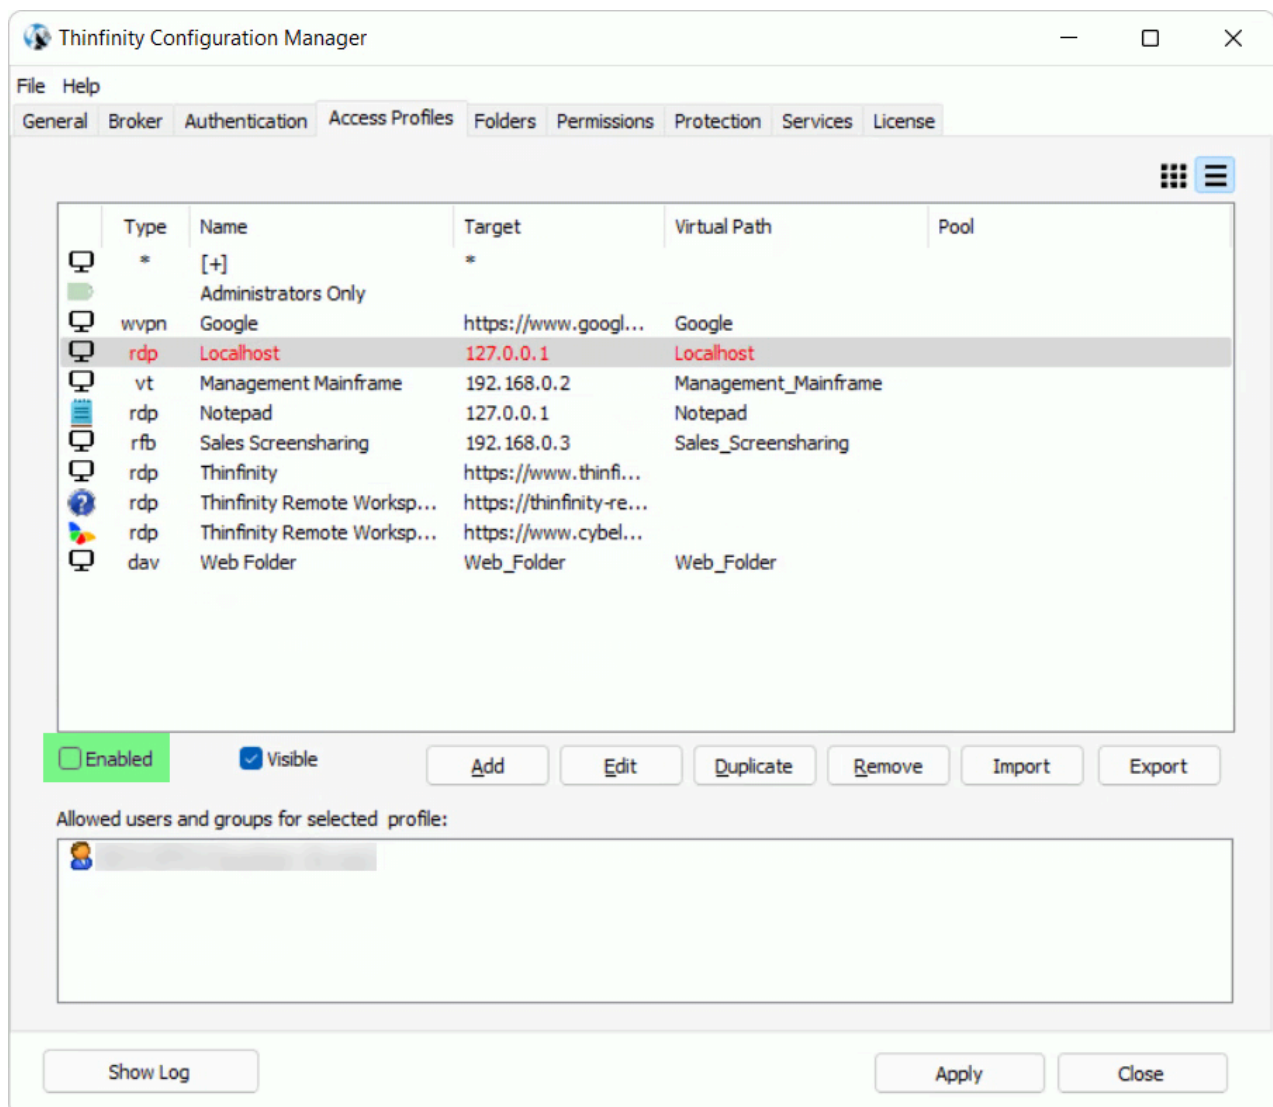 Thinfinity Configuration Manager
File Help
General Broker Authentication Access Profiles Folders Permissions Protection Services License
Type Name Target Virtual Path Pool
* [+] *
Administrators Only
wvpn Google https://www.googl... Google
rdp Localhost 127.0.0.1 Localhost
vt Management Mainframe 192.168.0.2 Management_Mainframe
rdp Notepad 127.0.0.1 Notepad
rfb Sales Screensharing 192.168.0.3 Sales_Screensharing
rdp Thinfinity https://www.thinfi...
rdp Thinfinity Remote Worksp... https://thinfinity-re...
rdp Thinfinity Remote Worksp... https://www.cybel...
dav Web Folder Web_Folder Web_Folder
Enabled Visible Add Edit Duplicate Remove Import Export
Allowed users and groups for selected profile:
Show Log Apply Close